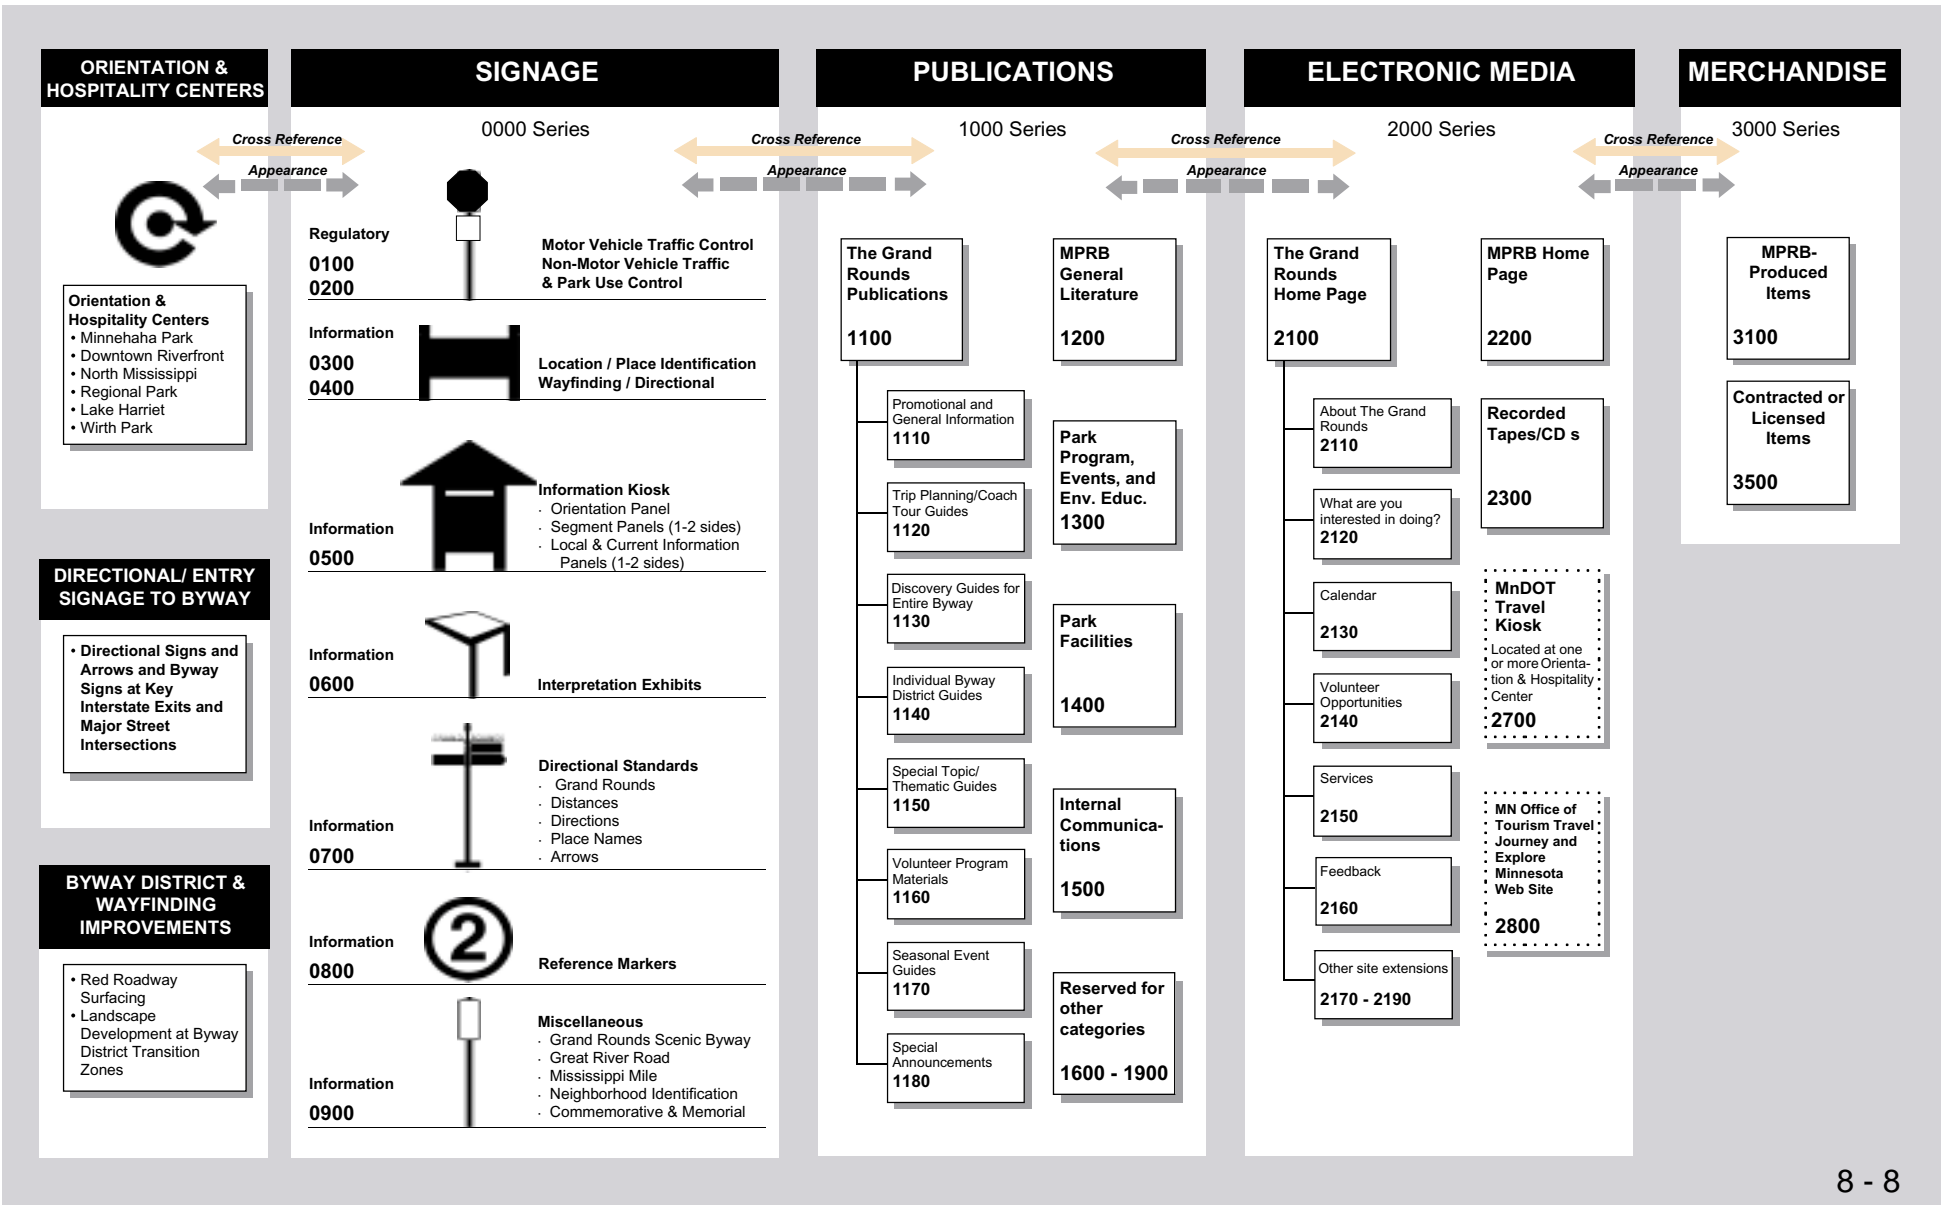 ORIENTATION &
HOSPITALITY CENTERS
Cross Reference
Appearance
Orientation &
Hospitality Centers
• Minnehaha Park
• Downtown Riverfront
• North Mississippi
• Regional Park
• Lake Harriet
• Wirth Park
DIRECTIONAL/ ENTRY
SIGNAGE TO BYWAY
• Directional Signs and
Arrows and Byway
Signs at Key
Interstate Exits and
Major Street
Intersections
BYWAY DISTRICT &
WAYFINDING
IMPROVEMENTS
• Red Roadway
Surfacing
• Landscape
Development at Byway
District Transition
Zones
SIGNAGE
0000 Series
Regulatory
0100
0200
Motor Vehicle Traffic Control
Non-Motor Vehicle Traffic
& Park Use Control
Information
0300
0400
Location / Place Identification
Wayfinding / Directional
Information
0500
Information Kiosk
· Orientation Panel
· Segment Panels (1-2 sides)
· Local & Current Information
Panels (1-2 sides)
Information
0600
Interpretation Exhibits
Information
0700
Directional Standards
· Grand Rounds
· Distances
· Directions
· Place Names
· Arrows
Information
0800
2
Reference Markers
Information
0900
Miscellaneous
· Grand Rounds Scenic Byway
· Great River Road
· Mississippi Mile
· Neighborhood Identification
· Commemorative & Memorial
Cross Reference
Appearance
PUBLICATIONS
1000 Series
The Grand
Rounds
Publications
1100
Promotional and
General Information
1110
Trip Planning/Coach
Tour Guides
1120
Discovery Guides for
Entire Byway
1130
Individual Byway
District Guides
1140
Special Topic/
Thematic Guides
1150
Volunteer Program
Materials
1160
Seasonal Event
Guides
1170
Special
Announcements
1180
MPRB
General
Literature
1200
Park
Program,
Events, and
Env. Educ.
1300
Park
Facilities
1400
Internal
Communica-
tions
1500
Reserved for
other
categories
1600 - 1900
Cross Reference
Appearance
ELECTRONIC MEDIA
2000 Series
The Grand
Rounds
Home Page
2100
About The Grand
Rounds
2110
What are you
interested in doing?
2120
Calendar
2130
Volunteer
Opportunities
2140
Services
2150
Feedback
2160
Other site extensions
2170 - 2190
MPRB Home
Page
2200
Recorded
Tapes/CD s
2300
MnDOT
Travel
Kiosk
Located at one
or more Orienta-
tion & Hospitality
Center
2700
MN Office of
Tourism Travel
Journey and
Explore
Minnesota
Web Site
2800
Cross Reference
Appearance
MERCHANDISE
3000 Series
MPRB-
Produced
Items
3100
Contracted or
Licensed
Items
3500
8 - 8